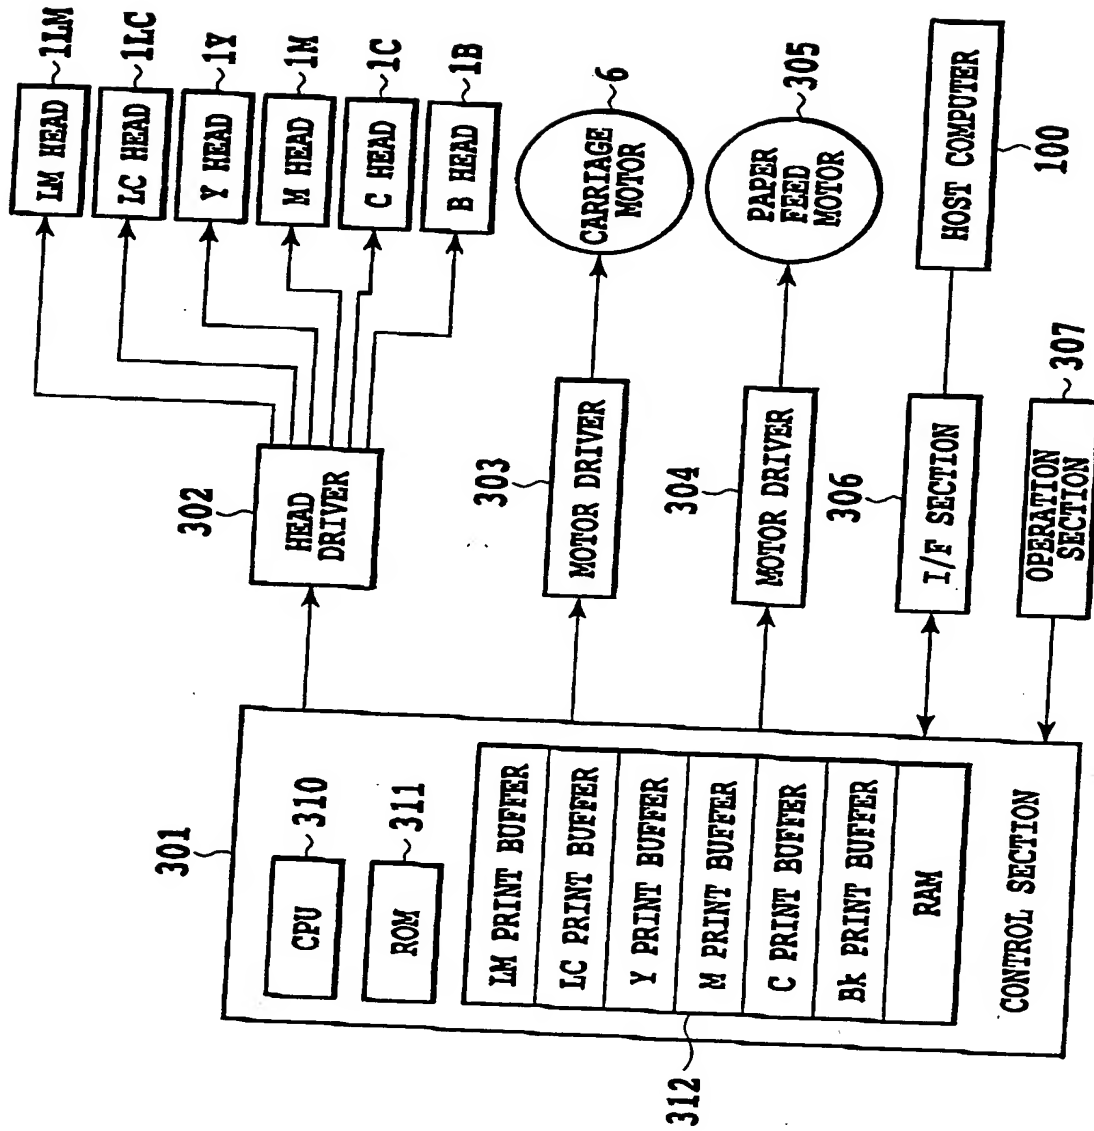 LM HEAD
1LM
LC HEAD
1LC
Y HEAD
1Y
M HEAD
1M
C HEAD
1C
B HEAD
1B
302
HEAD
DRIVER
301
CPU
310
ROM
311
303
MOTOR DRIVER
CARRIAGE
MOTOR
6
304
MOTOR DRIVER
PAPER
FEED
MOTOR
305
LM PRINT BUFFER
LC PRINT BUFFER
Y PRINT BUFFER
M PRINT BUFFER
C PRINT BUFFER
Bk PRINT BUFFER
RAM
312
306
I/F SECTION
HOST COMPUTER
100
CONTROL SECTION
OPERATION
SECTION
307